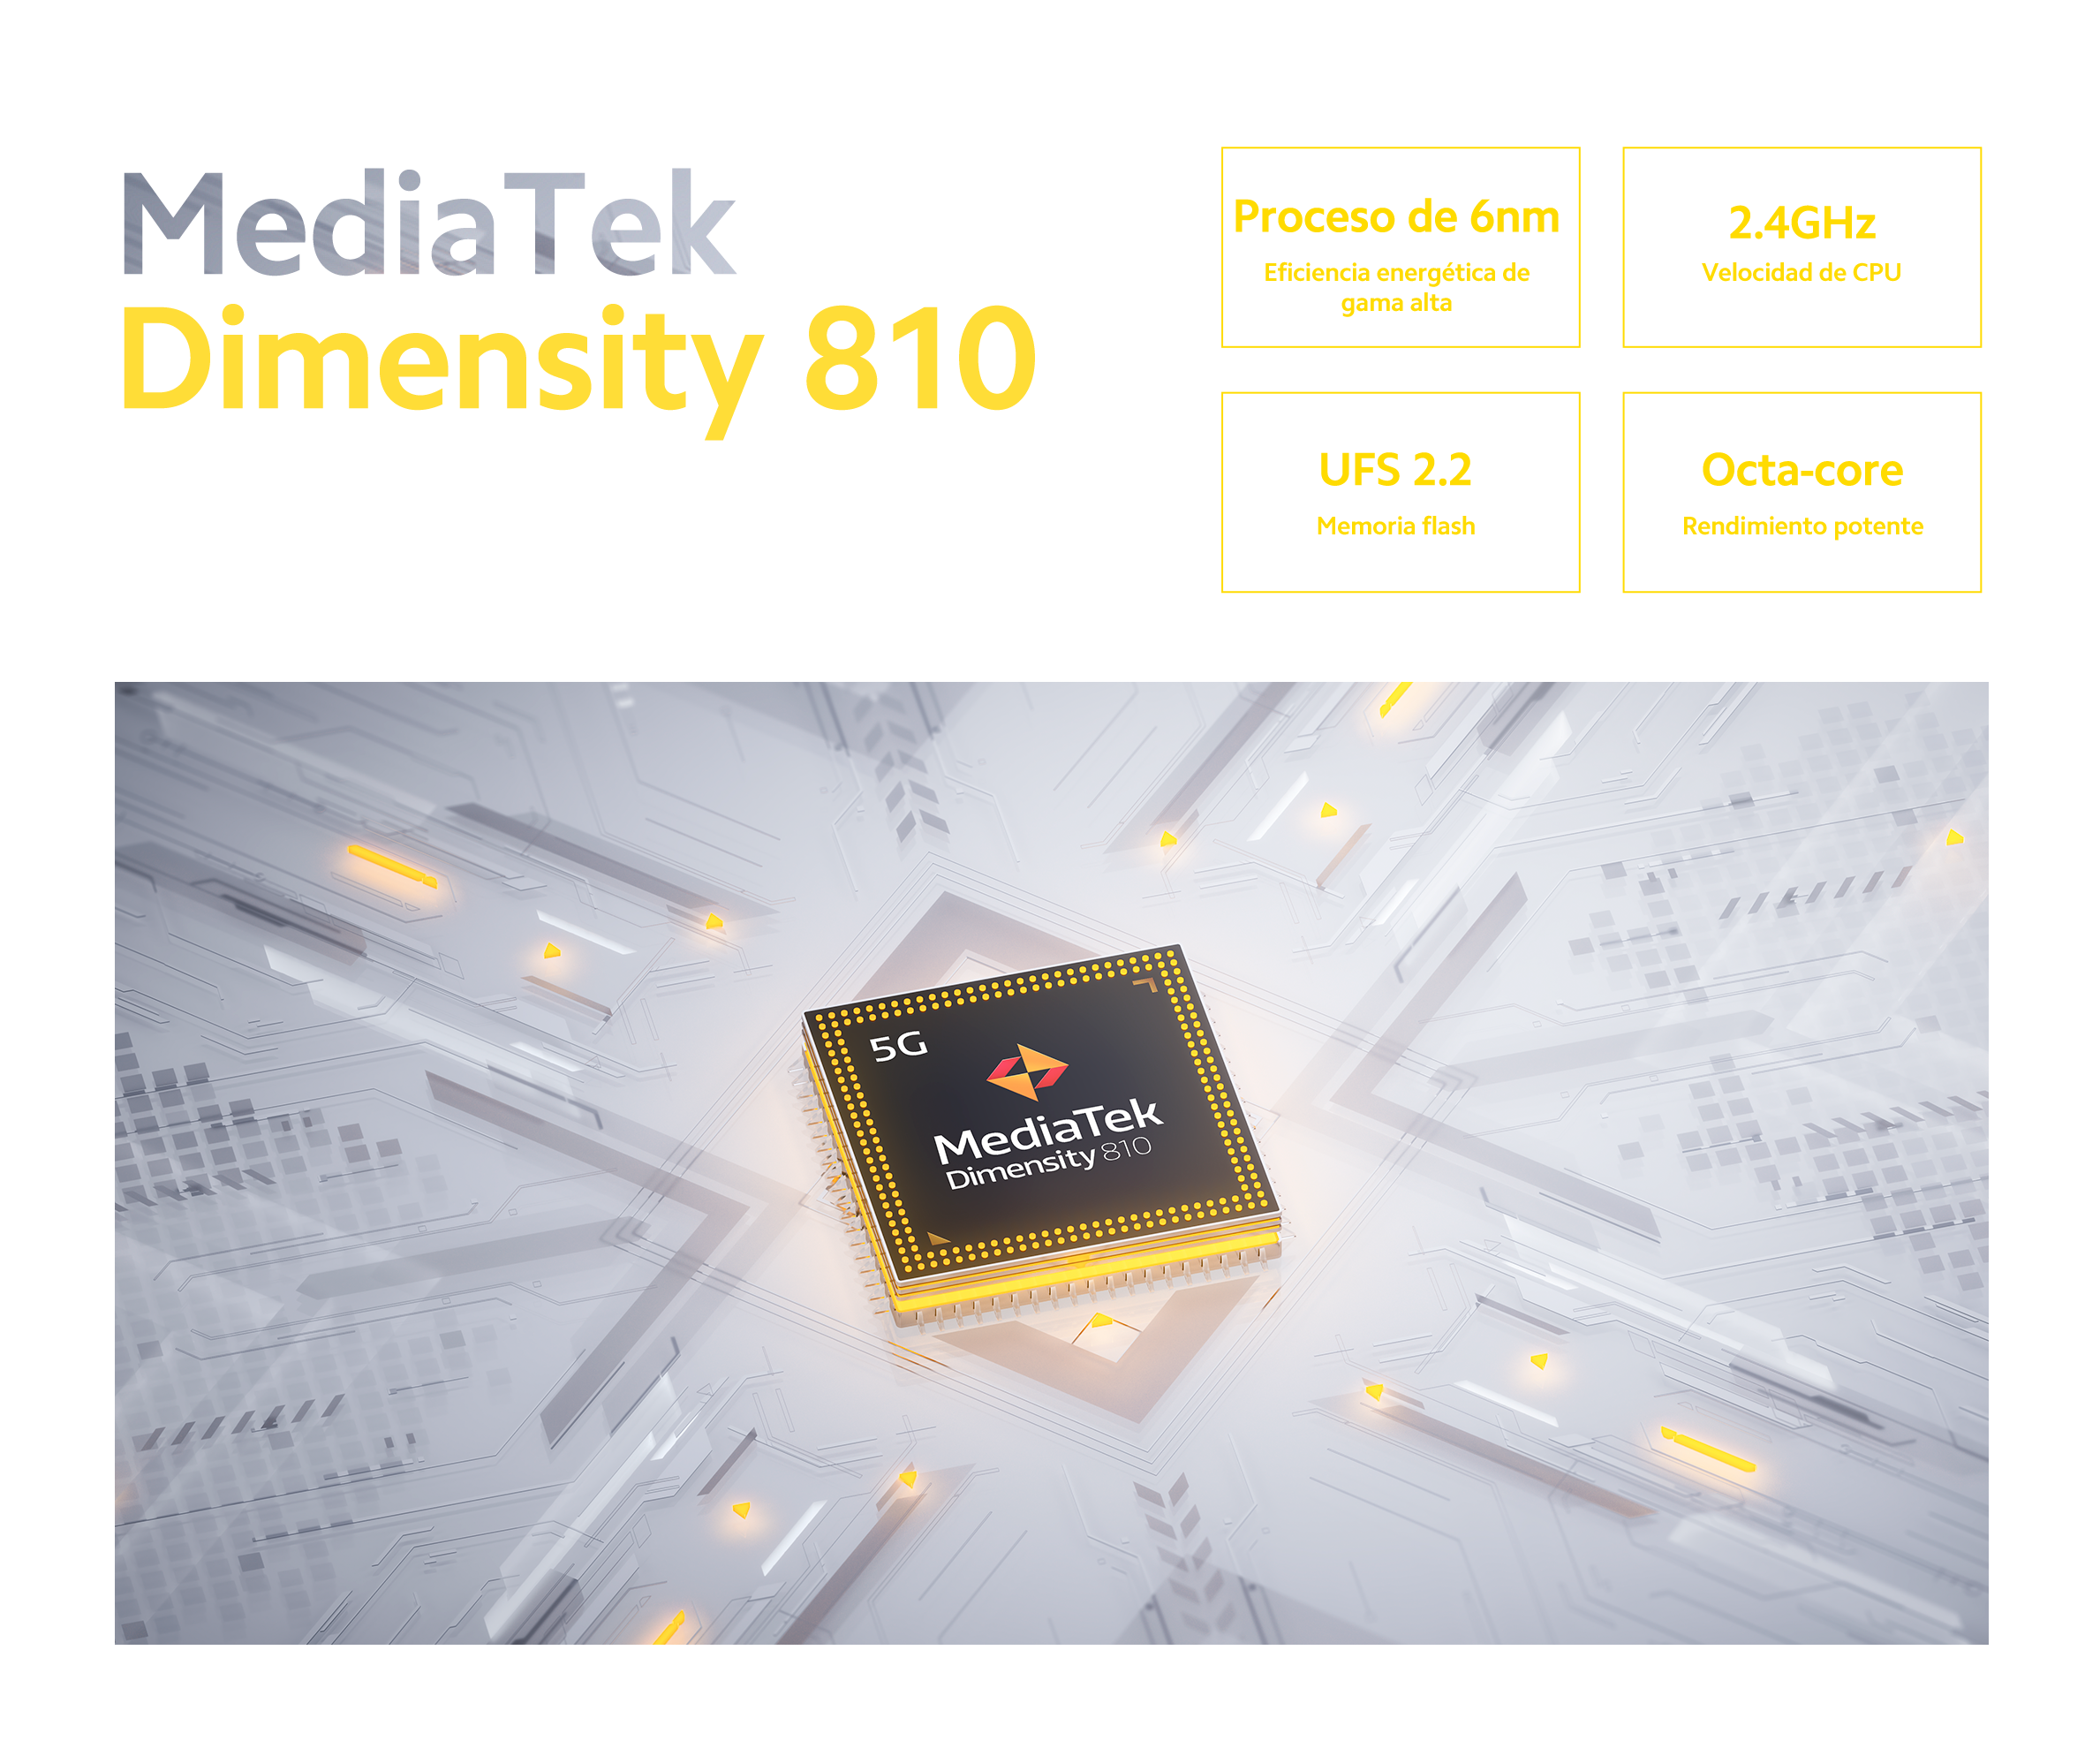 MediaTek
Dimensity 810
Proceso de 6nm
Eficiencia energética de
gama alta
2.4GHz
Velocidad de CPU
UFS 2.2
Memoria flash
Octa-core
Rendimiento potente
5G
MediaTek
Dimensity 810